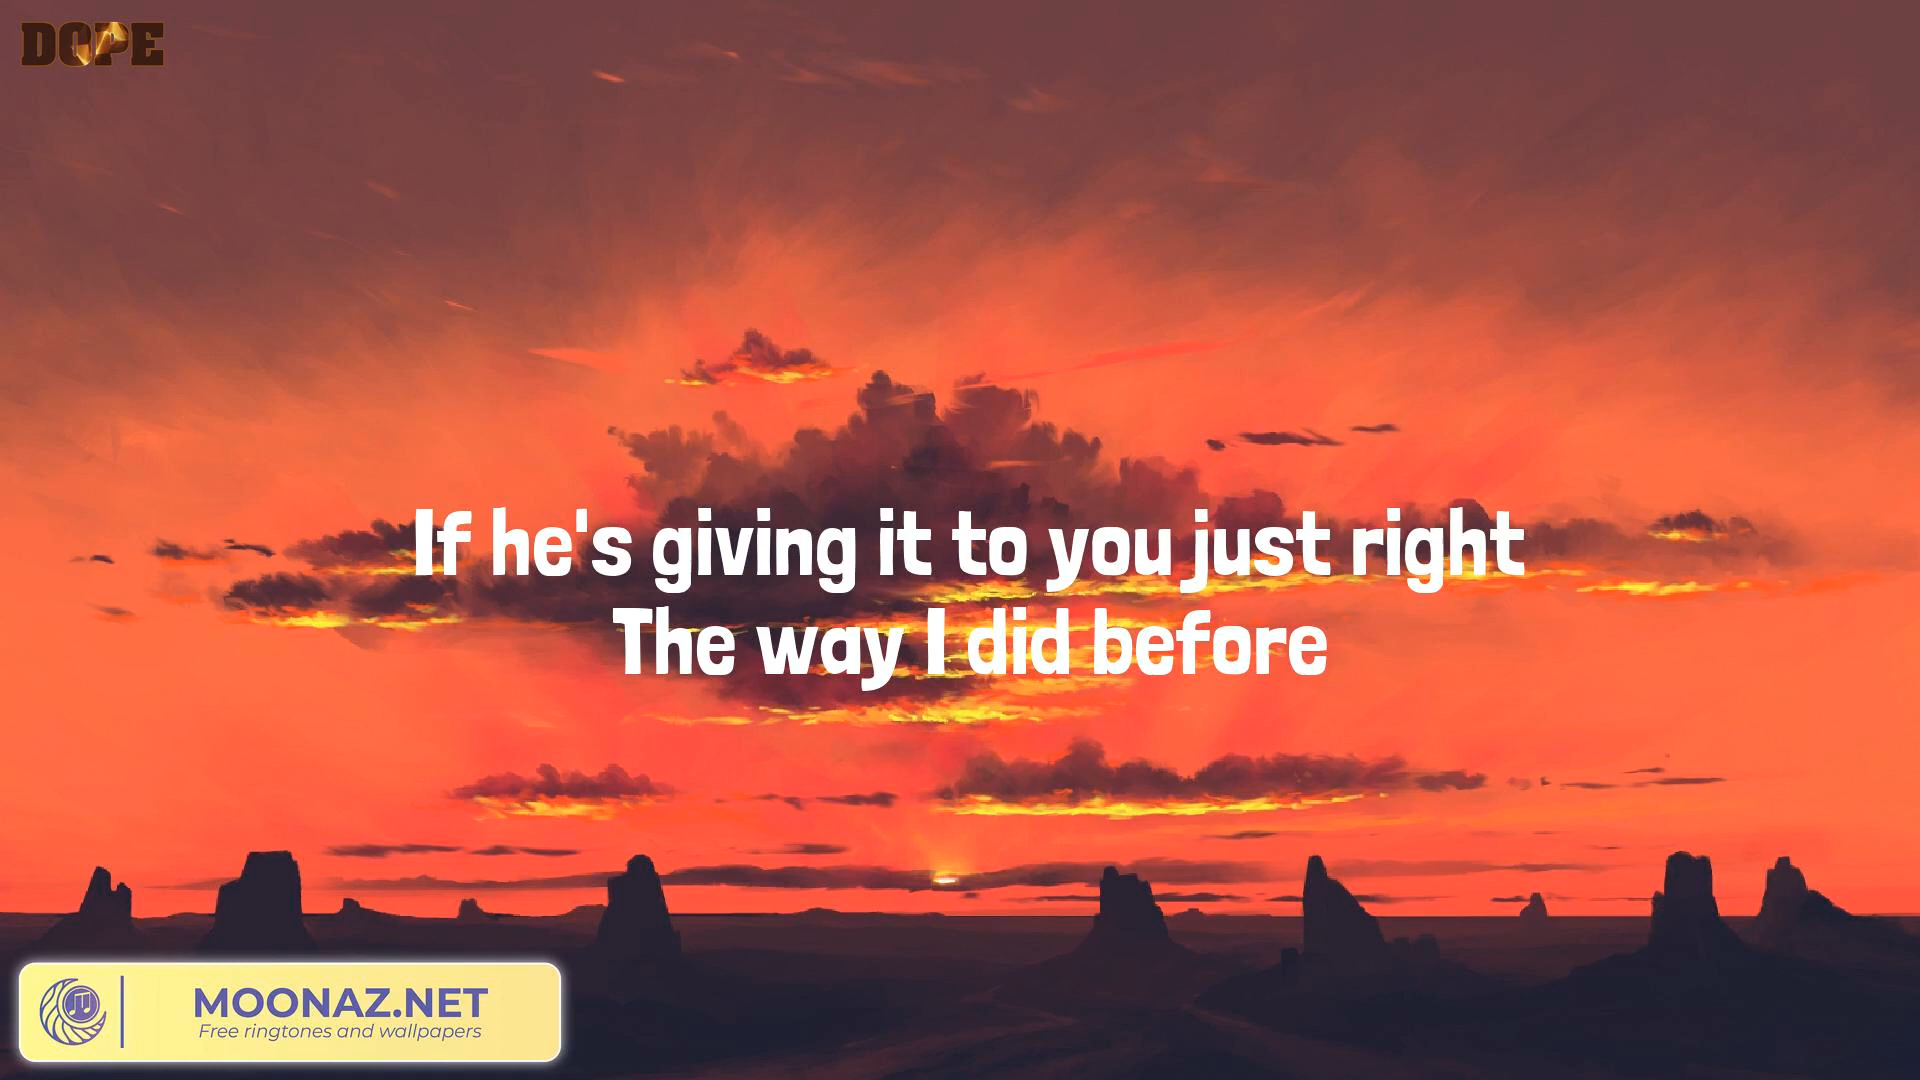 DOPE
If he's giving it to you just right
The way I did before
MOONAZ.NET
Free ringtones and wallpapers